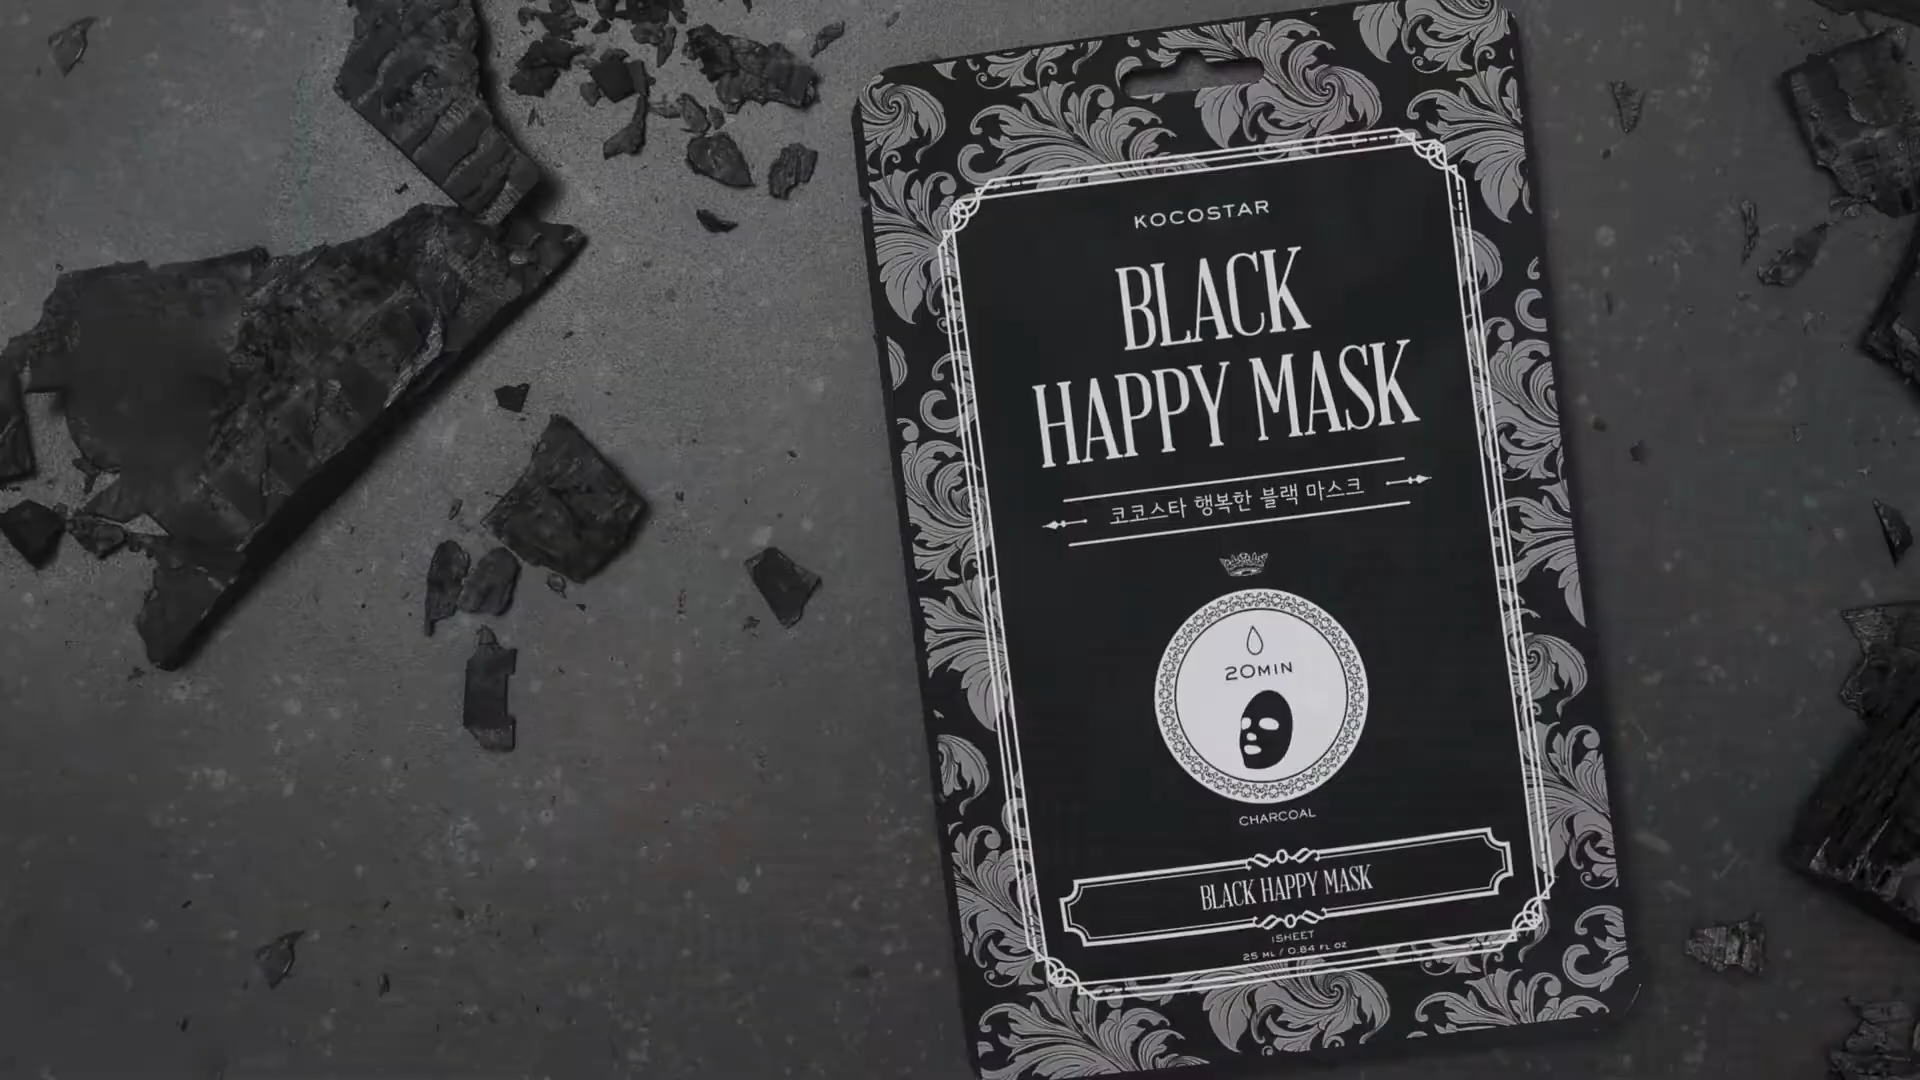 KOCOSTAR
BLACK
HAPPY MASK
코코스타 행복한 블랙 마스크
20MIN
CHARCOAL
BLACK HAPPY MASK
1SHEET
25 ML / 0.84 FL OZ